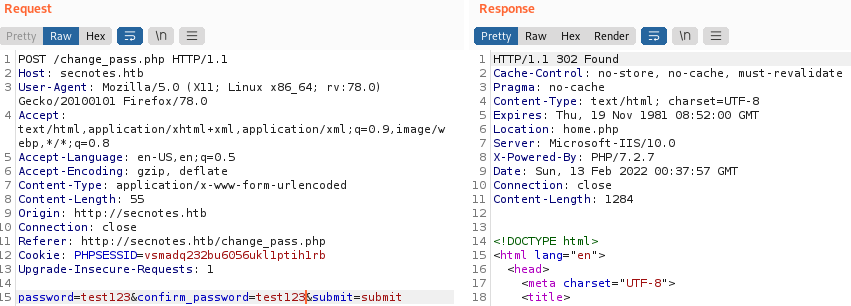 Request
Pretty Raw Hex \n
1 POST /change_pass.php HTTP/1.1
2 Host: secnotes.htb
3 User-Agent: Mozilla/5.0 (X11; Linux x86_64; rv:78.0)
Gecko/20100101 Firefox/78.0
4 Accept:
text/html,application/xhtml+xml,application/xml;q=0.9,image/w
ebp,*/*;q=0.8
5 Accept-Language: en-US,en;q=0.5
6 Accept-Encoding: gzip, deflate
7 Content-Type: application/x-www-form-urlencoded
8 Content-Length: 55
9 Origin: http://secnotes.htb
10 Connection: close
11 Referer: http://secnotes.htb/change_pass.php
12 Cookie: PHPSESSID=vsmadq232bu6056ukl1ptih1rb
13 Upgrade-Insecure-Requests: 1
14
15 password=test123&confirm_password=test123&submit=submit
Response
Pretty Raw Hex Render \n
1 HTTP/1.1 302 Found
2 Cache-Control: no-store, no-cache, must-revalidate
3 Pragma: no-cache
4 Content-Type: text/html; charset=UTF-8
5 Expires: Thu, 19 Nov 1981 08:52:00 GMT
6 Location: home.php
7 Server: Microsoft-IIS/10.0
8 X-Powered-By: PHP/7.2.7
9 Date: Sun, 13 Feb 2022 00:37:57 GMT
10 Connection: close
11 Content-Length: 1284
12
13
14 <!DOCTYPE html>
15 <html lang="en">
16 <head>
17 <meta charset="UTF-8">
18 <title>